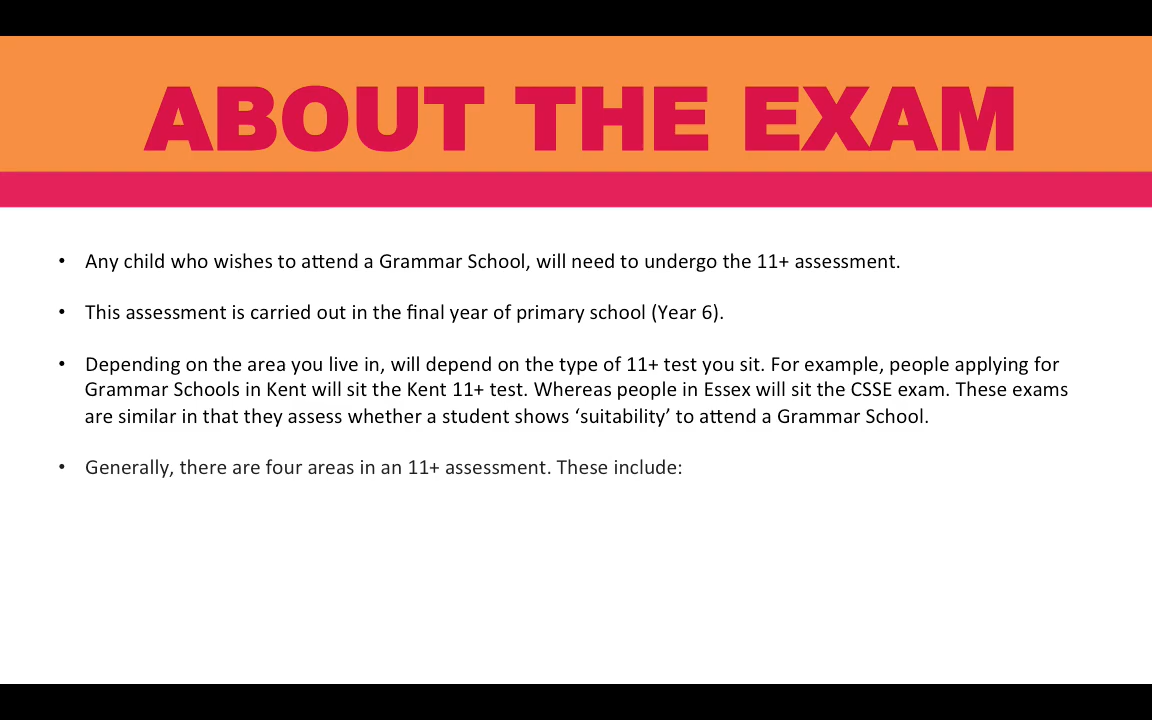 ABOUT THE EXAM
• Any child who wishes to attend a Grammar School, will need to undergo the 11+ assessment.
• This assessment is carried out in the final year of primary school (Year 6).
• Depending on the area you live in, will depend on the type of 11+ test you sit. For example, people applying for
Grammar Schools in Kent will sit the Kent 11+ test. Whereas people in Essex will sit the CSSE exam. These exams
are similar in that they assess whether a student shows ‘suitability’ to attend a Grammar School.
• Generally, there are four areas in an 11+ assessment. These include: